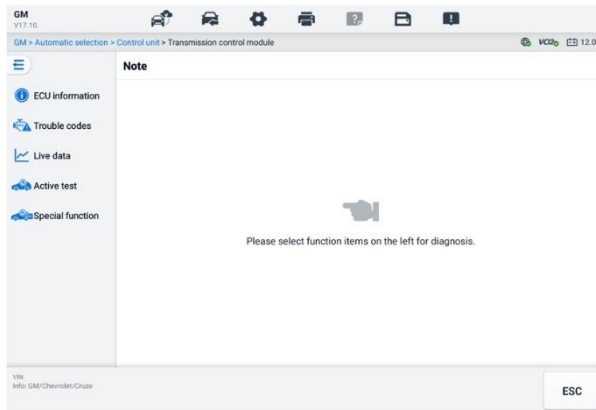 GM
V17.10.
GM > Automatic selection > Control unit > Transmission control module
VCI
12.0
Note
ECU information
Trouble codes
Live data
Active test
Special function
Please select function items on the left for diagnosis.
VIN:
Info: GM/Chevrolet/Cruze
ESC